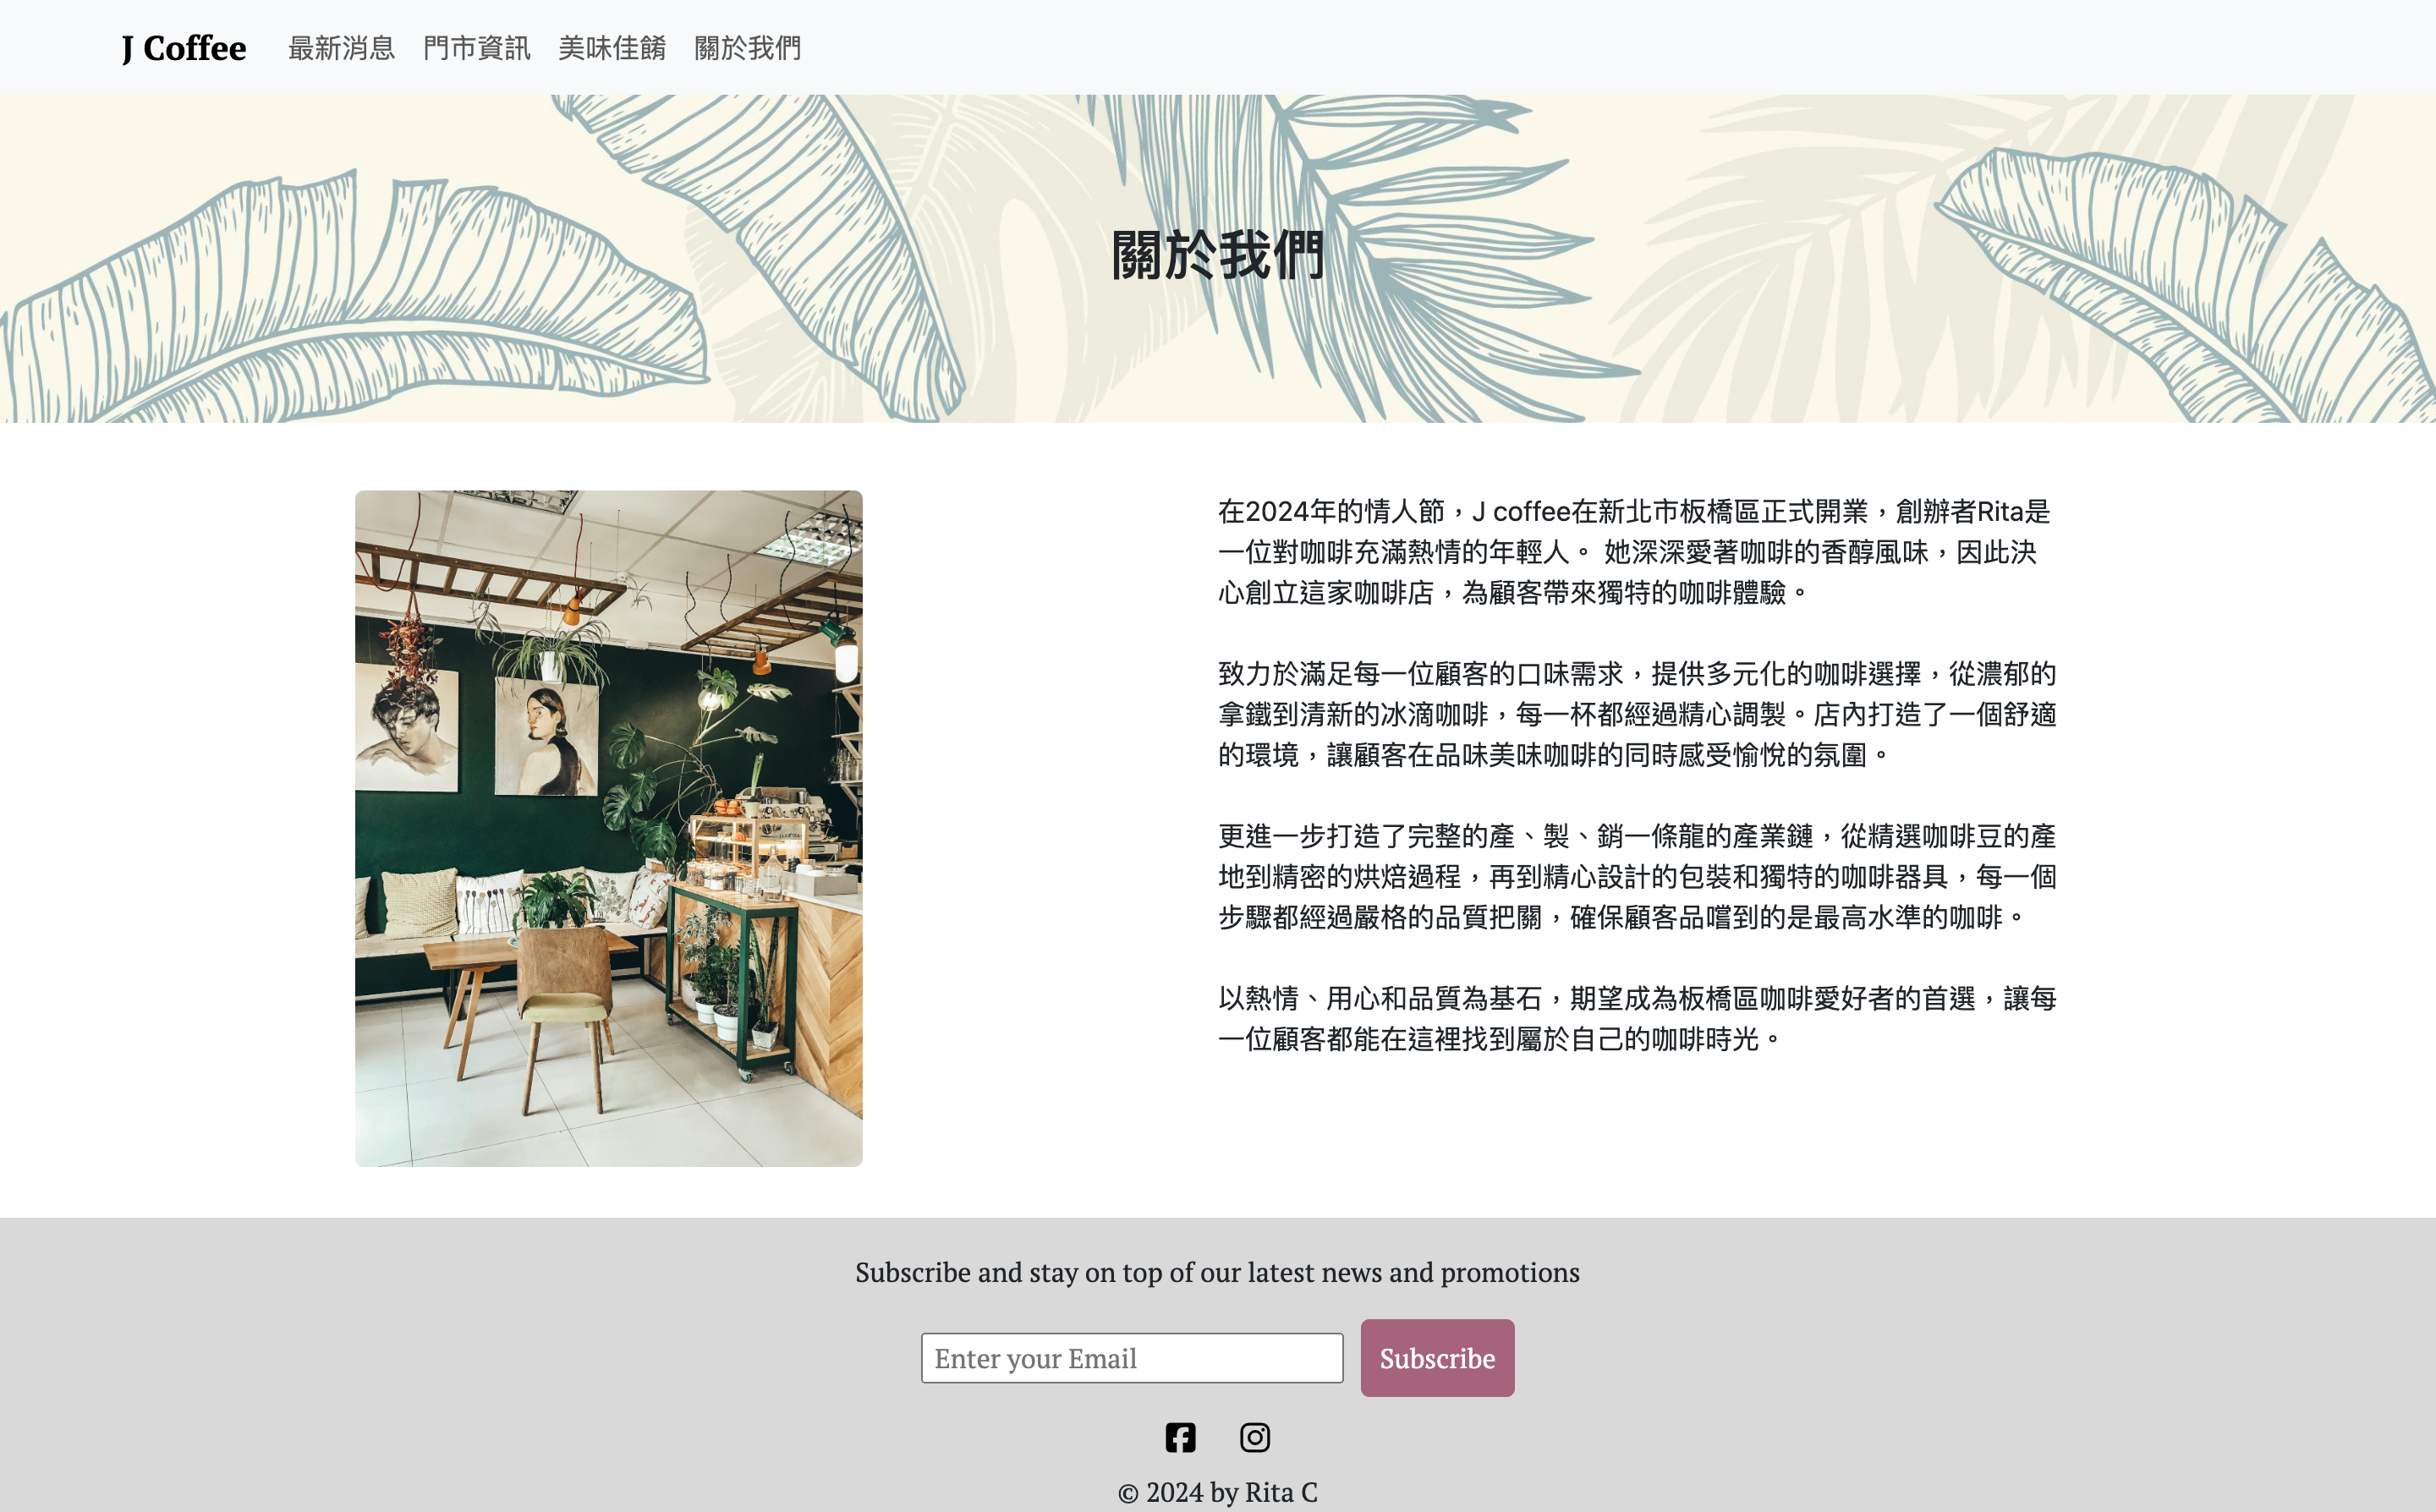 J Coffee 最新消息 門市資訊 美味佳餚 關於我們
關於我們
在2024年的情人節，J coffee在新北市板橋區正式開業，創辦者Rita是
一位對咖啡充滿熱情的年輕人。 她深深愛著咖啡的香醇風味，因此決
心創立這家咖啡店，為顧客帶來獨特的咖啡體驗。
致力於滿足每一位顧客的口味需求，提供多元化的咖啡選擇，從濃郁的
拿鐵到清新的冰滴咖啡，每一杯都經過精心調製。店內打造了一個舒適
的環境，讓顧客在品味美味咖啡的同時感受愉悅的氛圍。
更進一步打造了完整的產、製、銷一條龍的產業鏈，從精選咖啡豆的產
地到精密的烘焙過程，再到精心設計的包裝和獨特的咖啡器具，每一個
步驟都經過嚴格的品質把關，確保顧客品嚐到的是最高水準的咖啡。
以熱情、用心和品質為基石，期望成為板橋區咖啡愛好者的首選，讓每
一位顧客都能在這裡找到屬於自己的咖啡時光。
Subscribe and stay on top of our latest news and promotions
Enter your Email Subscribe
© 2024 by Rita C